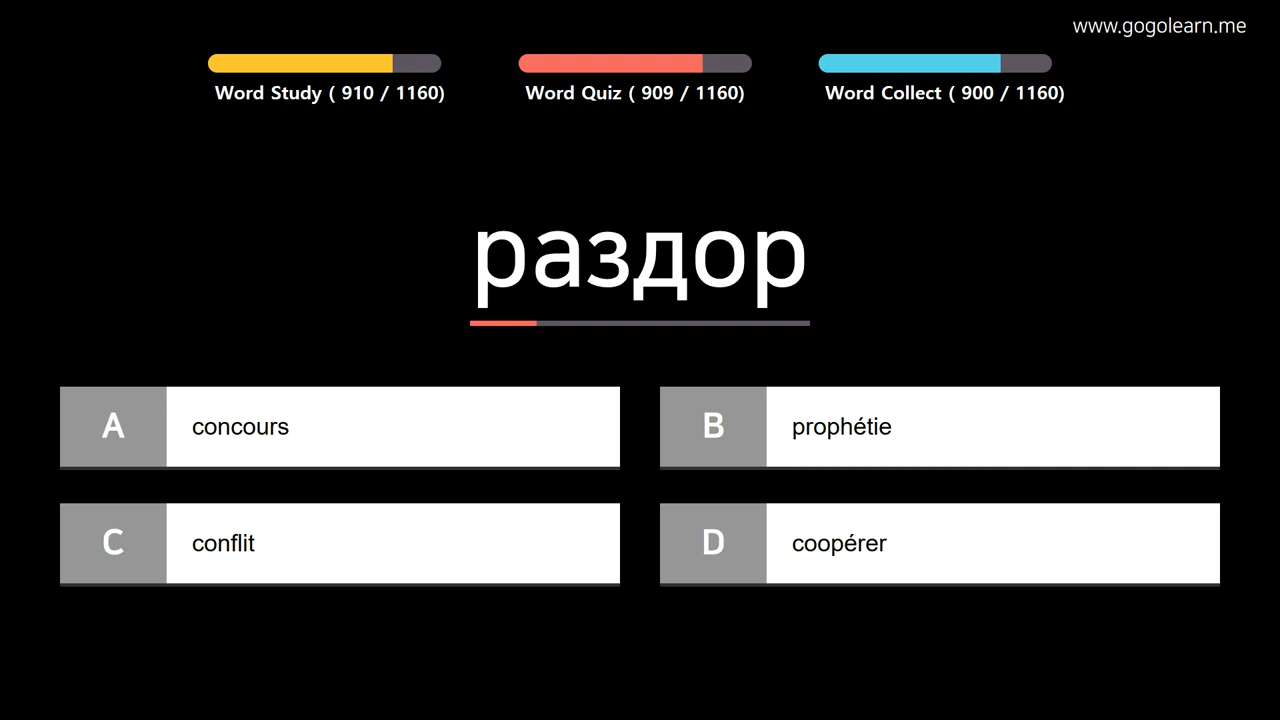 www.gogolearn.me
Word Study ( 910 / 1160)
Word Quiz ( 909 / 1160)
Word Collect ( 900 / 1160)
раздор
A concours
B prophétie
C conflit
D coopérer